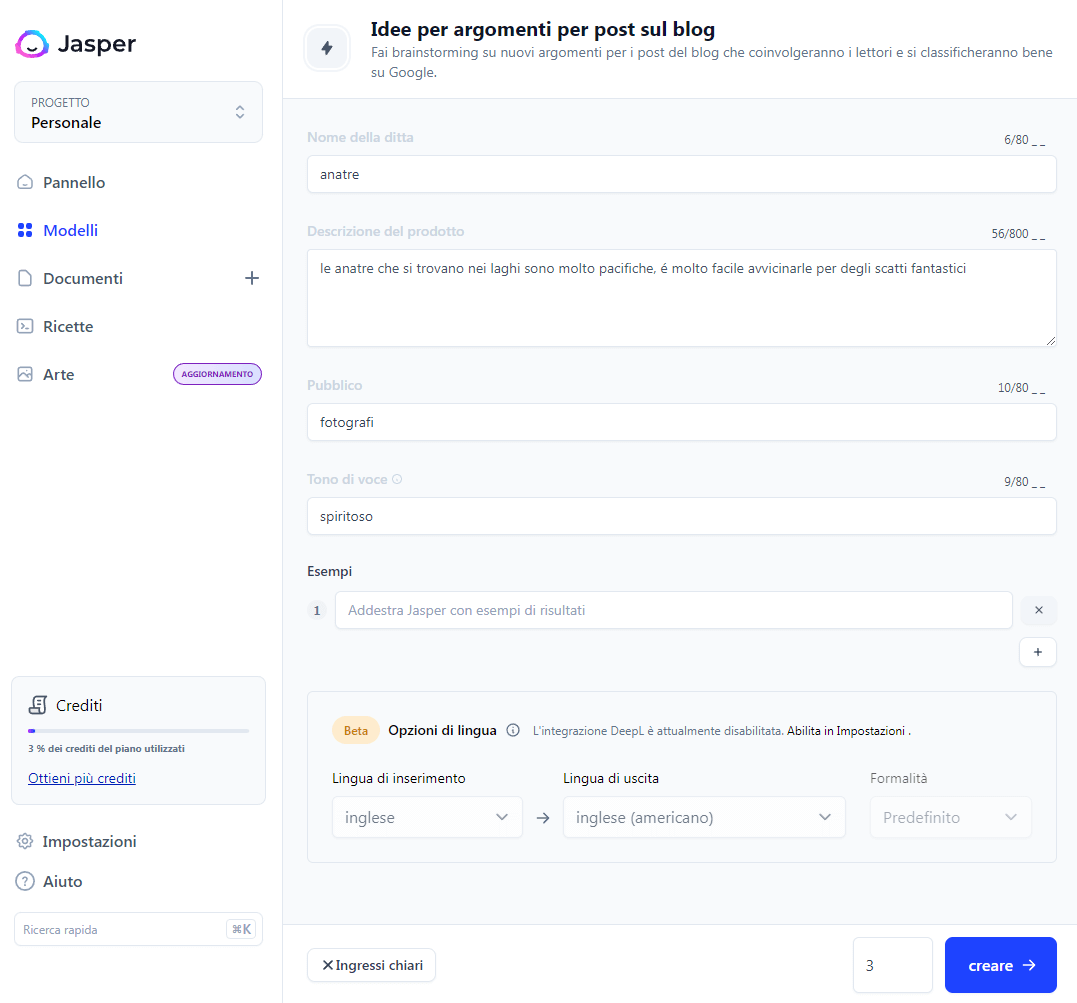 Jasper
PROGETTO
Personale
Pannello
Modelli
Documenti
Ricette
Arte
AGGIORNAMENTO
Crediti
3 % dei crediti del piano utilizzati
Ottieni più crediti
Impostazioni
Aiuto
Ricerca rapida
⌘K
Idee per argomenti per post sul blog
Fai brainstorming su nuovi argomenti per i post del blog che coinvolgeranno i lettori e si classificheranno bene
su Google.
Nome della ditta
6/80 _ _
anatre
Descrizione del prodotto
56/800 _ _
le anatre che si trovano nei laghi sono molto pacifiche, é molto facile avvicinarle per degli scatti fantastici
Pubblico
10/80 _ _
fotografi
Tono di voce
9/80 _ _
spiritoso
Esempi
1
Addestra Jasper con esempi di risultati
Beta Opzioni di lingua L'integrazione DeepL è attualmente disabilitata. Abilita in Impostazioni .
Lingua di inserimento
Lingua di uscita
Formalità
inglese
inglese (americano)
Predefinito
Ingressi chiari
3
creare